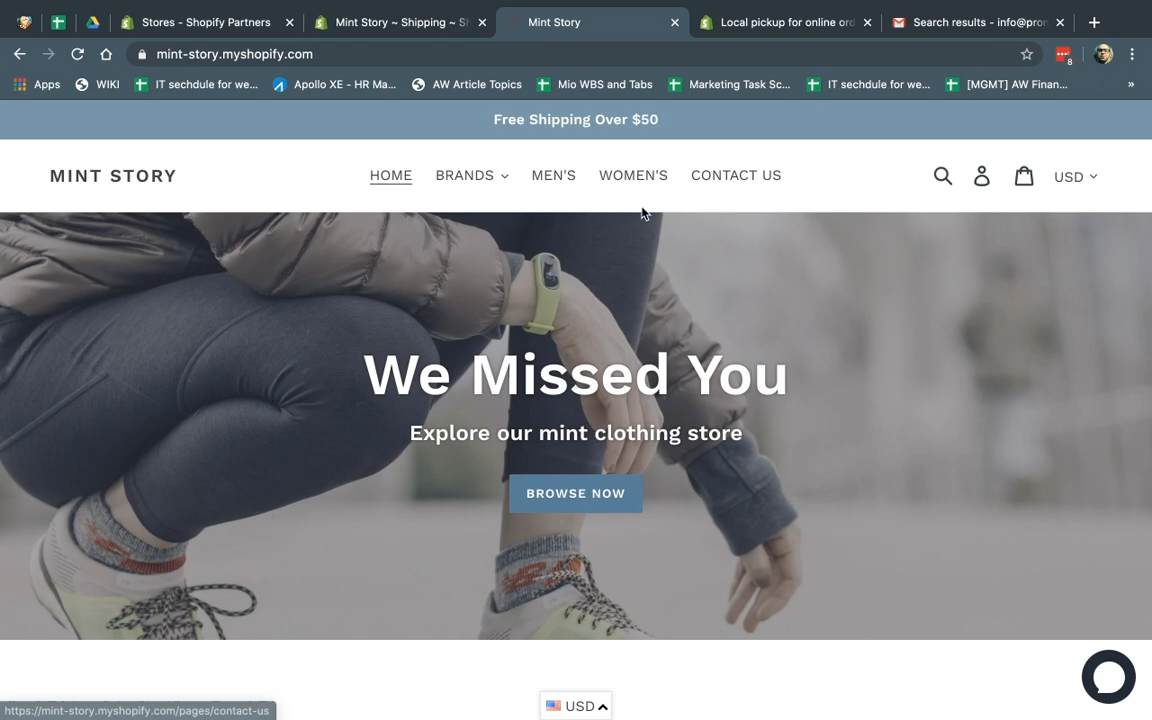 Stores - Shopify Partners
Mint Story ~ Shipping ~ Sh
Mint Story
Local pickup for online ord
Search results - info@pron
mint-story.myshopify.com
8
Apps
WIKI
IT sechdule for we...
Apollo XE - HR Ma...
AW Article Topics
Mio WBS and Tabs
Marketing Task Sc...
IT sechdule for we...
[MGMT] AW Finan...
»
Free Shipping Over $50
MINT STORY
HOME
BRANDS
MEN'S
WOMEN'S
CONTACT US
USD
We Missed You
Explore our mint clothing store
BROWSE NOW
USD
https://mint-story.myshopify.com/pages/contact-us